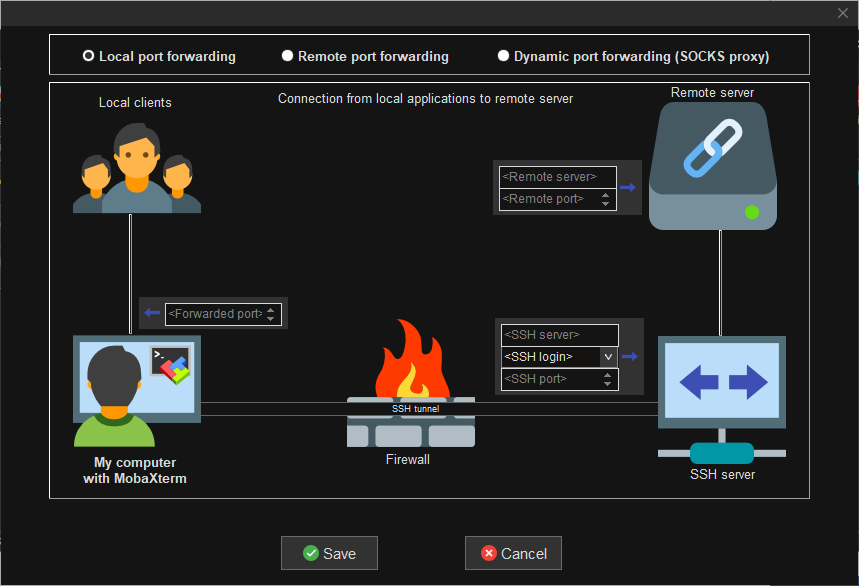 Local port forwarding
Remote port forwarding
Dynamic port forwarding (SOCKS proxy)
Local clients
Connection from local applications to remote server
Remote server
<Remote server>
<Remote port>
<Forwarded port>
<SSH server>
<SSH login>
<SSH port>
SSH tunnel
My computer
with MobaXterm
Firewall
SSH server
Save
Cancel